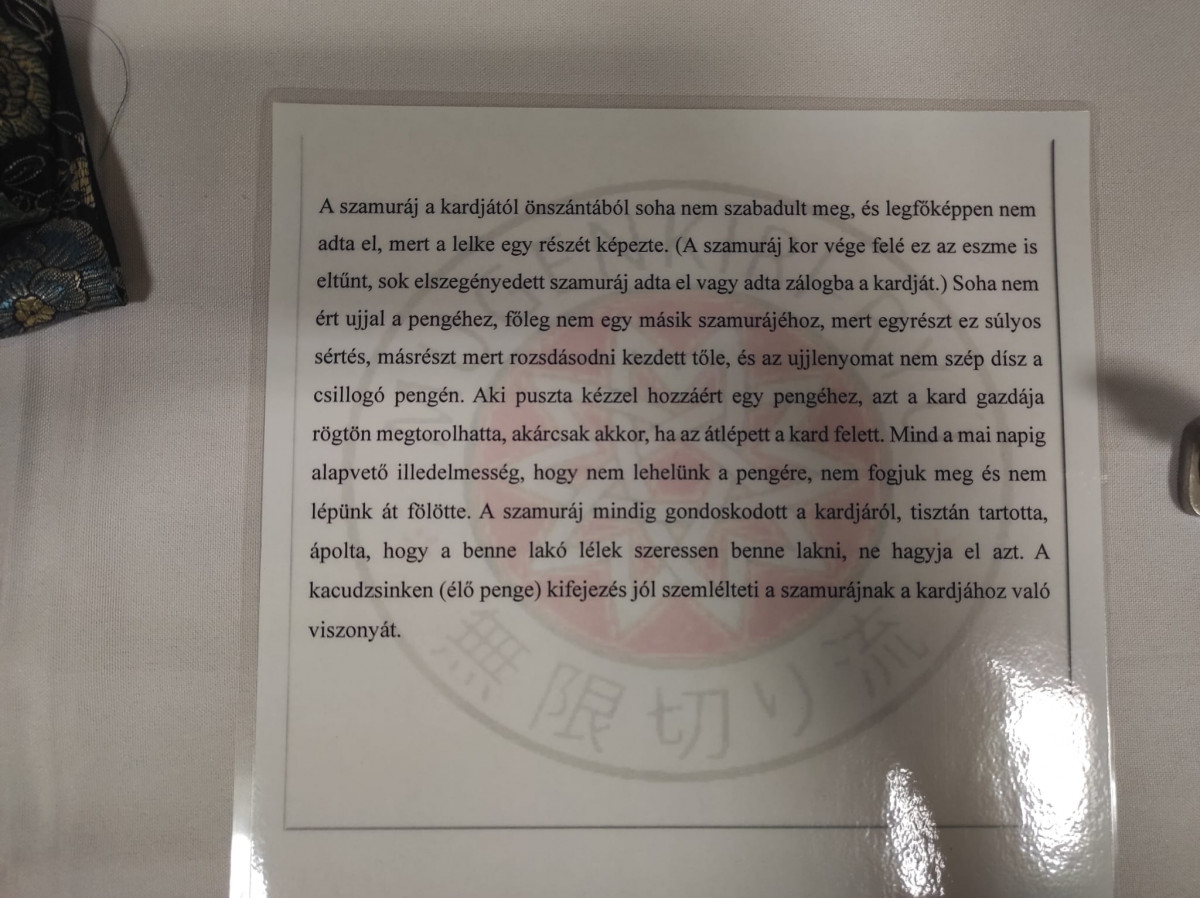 A szamuráj a kardjától önszántából soha nem szabadult meg, és legfőképpen nem
adta el, mert a lelke egy részét képezte. (A szamuráj kor vége felé ez az eszme is
eltűnt, sok elszegényedett szamuráj adta el vagy adta zálogba a kardját.) Soha nem
ért ujjal a pengéhez, főleg nem egy másik szamurájéhoz, mert egyrészt ez súlyos
sértés, másrészt mert rozsdásodni kezdett tőle, és az ujjlenyomat nem szép dísz a
csillogó pengén. Aki puszta kézzel hozzáért egy pengéhez, azt a kard gazdája
rögtön megtorolhatta, akárcsak akkor, ha az átlépett a kard felett. Mind a mai napig
alapvető illedelmesség, hogy nem lehelünk a pengére, nem fogjuk meg és nem
lépünk át fölötte. A szamuráj mindig gondoskodott a kardjáról, tisztán tartotta,
ápolta, hogy a benne lakó lélek szeressen benne lakni, ne hagyja el azt. A
kacudzsinken (élő penge) kifejezés jól szemlélteti a szamurájnak a kardjához való
viszonyát.
無限切り流